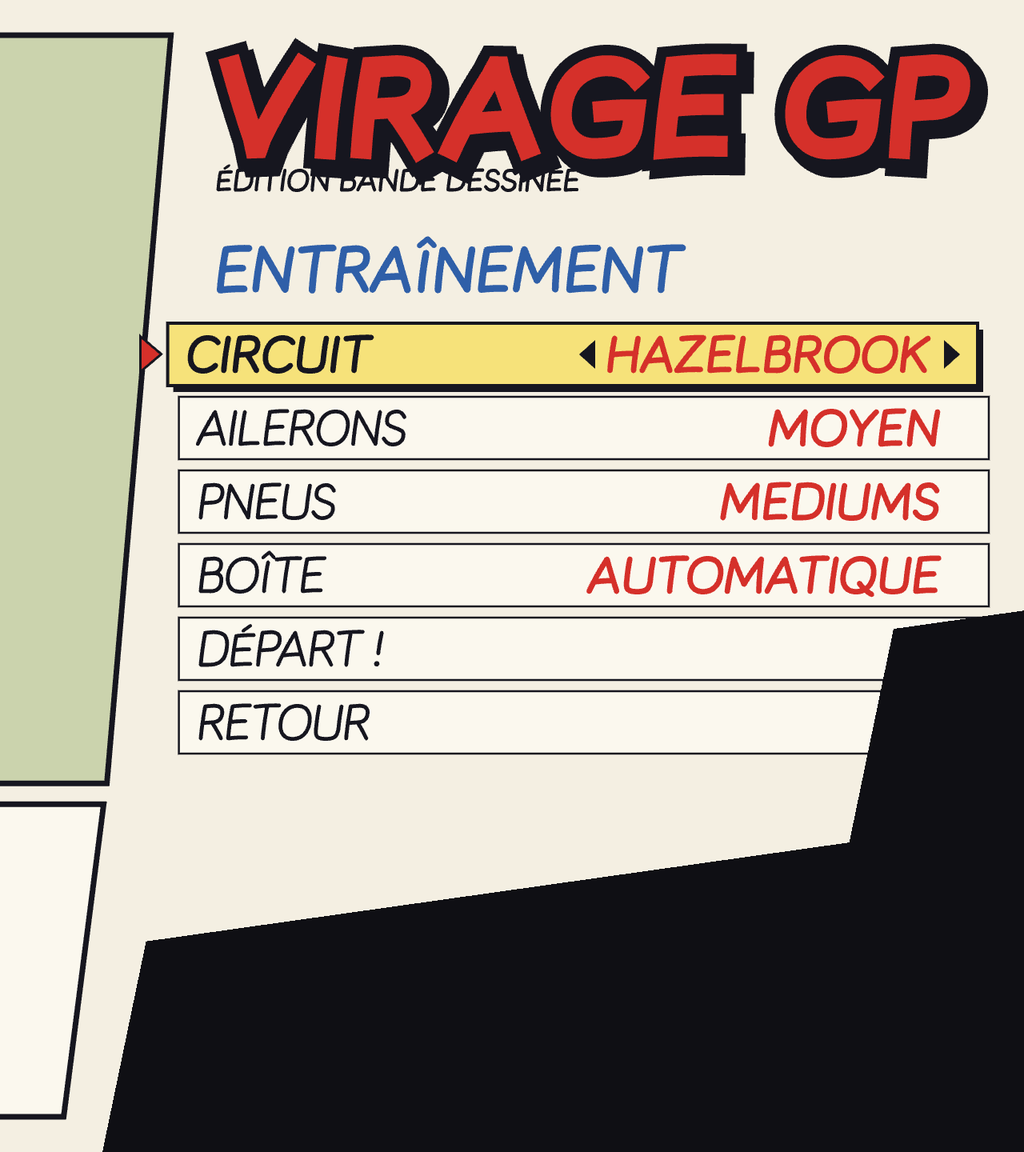 VIRAGE GP
ÉDITION BANDE DESSINÉE
ENTRAÎNEMENT
CIRCUIT HAZELBROOK
AILERONS MOYEN
PNEUS MEDIUMS
BOÎTE AUTOMATIQUE
DÉPART !
RETOUR